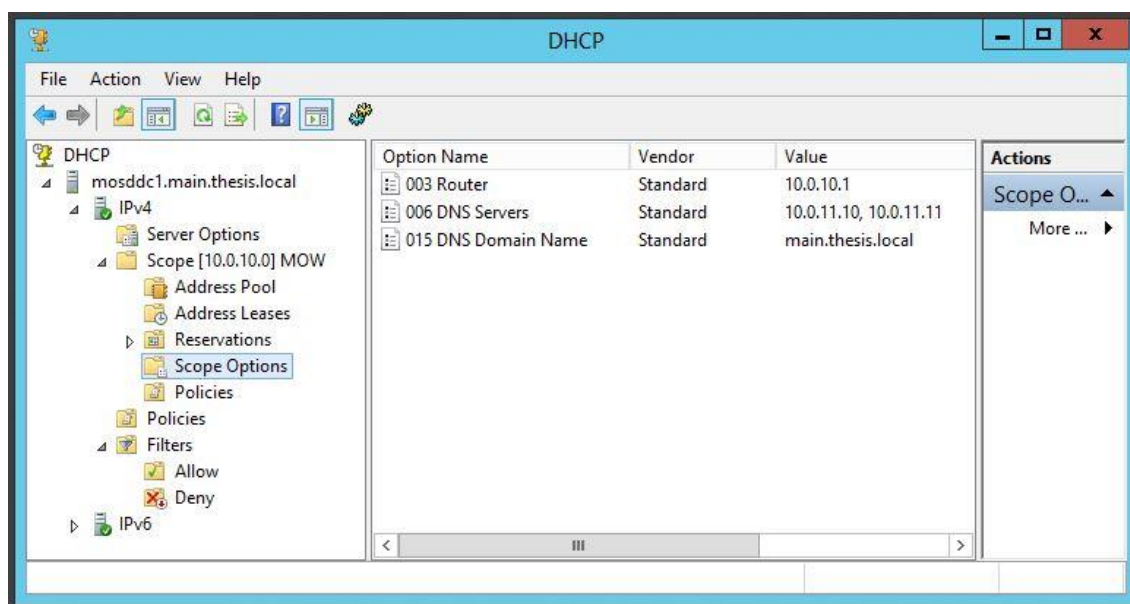 DHCP
File Action View Help
DHCP
mosddc1.main.thesis.local
IPv4
Server Options
Scope [10.0.10.0] MOW
Address Pool
Address Leases
Reservations
Scope Options
Policies
Policies
Filters
Allow
Deny
IPv6
Option Name Vendor Value
003 Router Standard 10.0.10.1
006 DNS Servers Standard 10.0.11.10, 10.0.11.11
015 DNS Domain Name Standard main.thesis.local
Actions
Scope O...
More ...